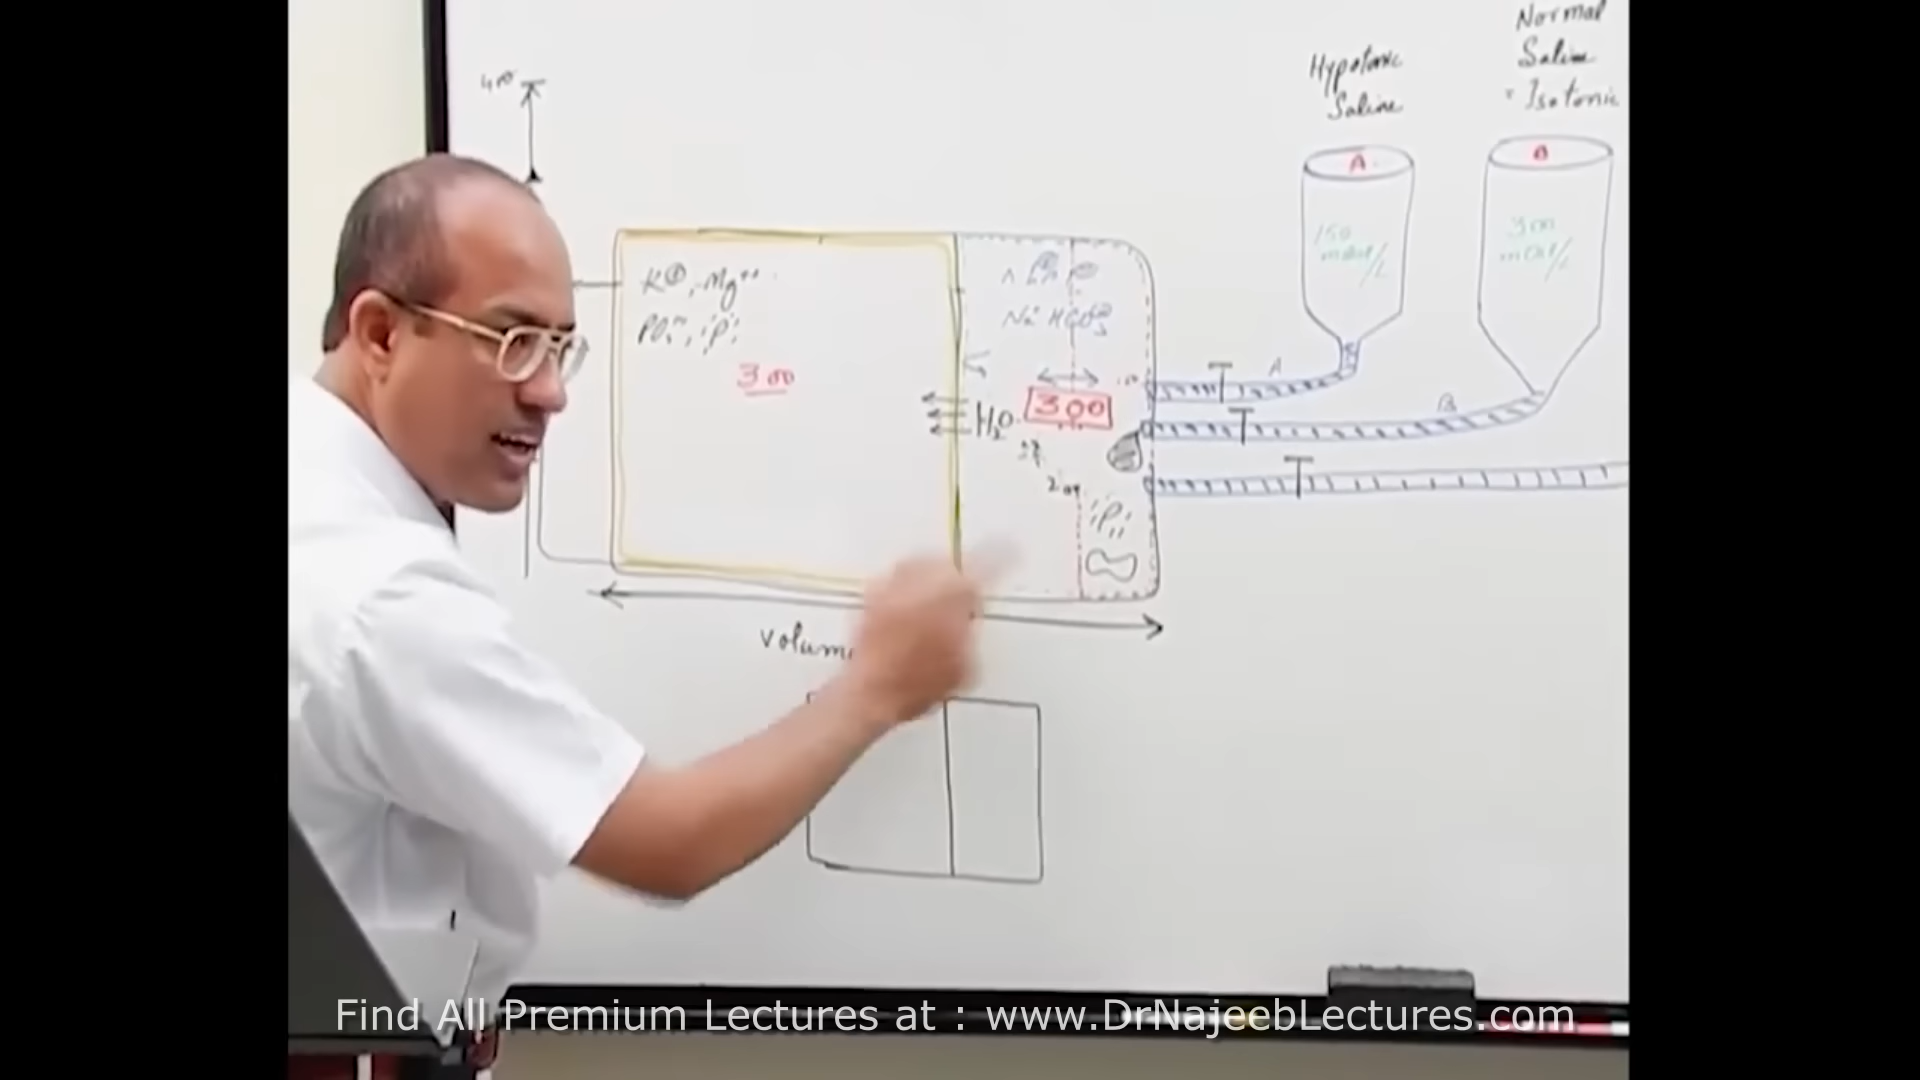 Normal
Saline
= Isotonic
Hypotonic
Saline
A
B
150
mOsm/L
300
mOsm/L
K⊕, Mg++
PO₄, P
300
Na⁺ HCO₃
300
H₂O
A
B
P
volume
Find All Premium Lectures at : www.DrNajeebLectures.com